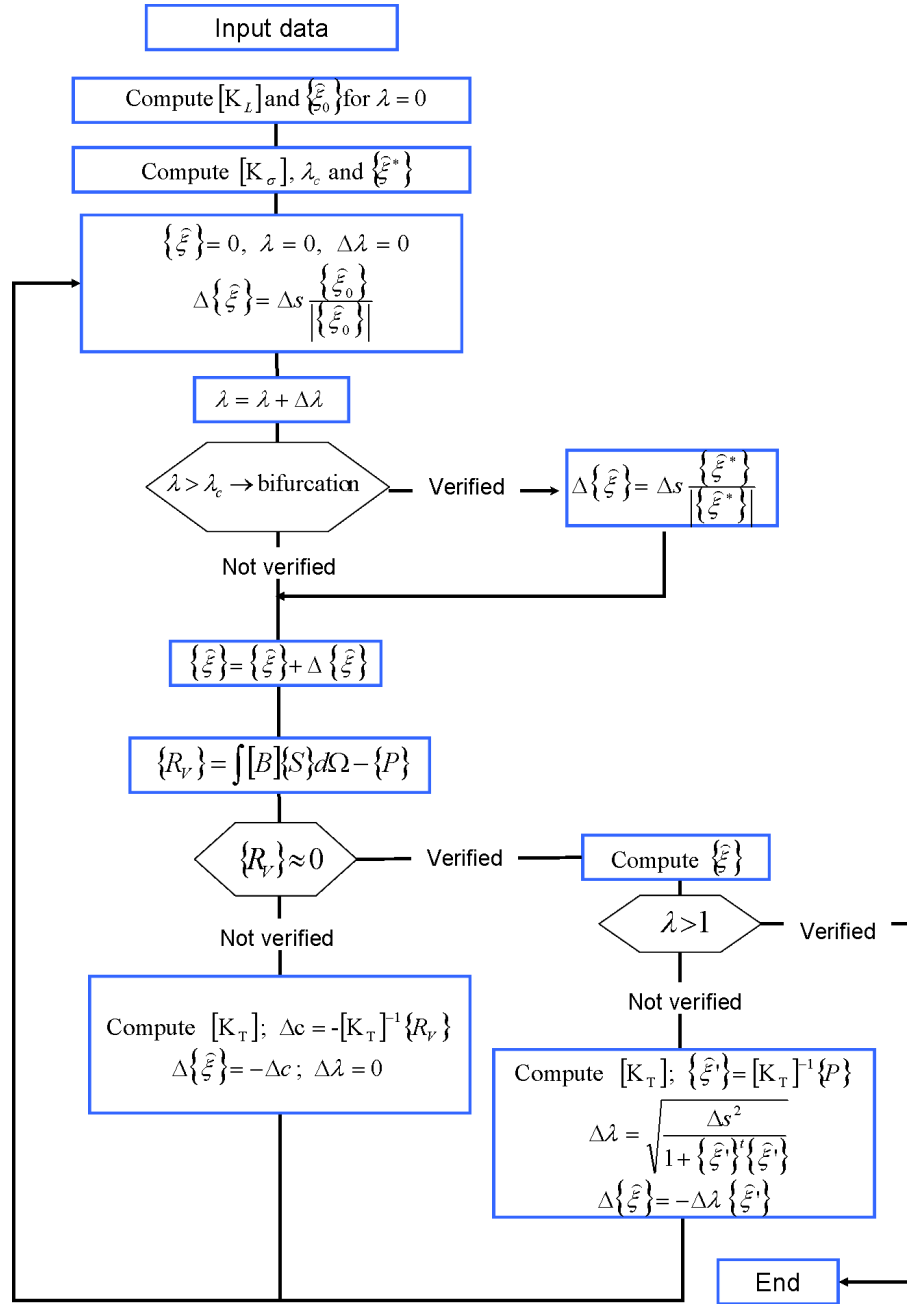 Input data
Compute [K_L] and {ξ̂_0} for λ = 0
Compute [K_σ], λ_c and {ξ̂*}
{ξ̂} = 0, λ = 0, Δλ = 0
Δ{ξ̂} = Δs {ξ̂_0} / |{ξ̂_0}|
λ = λ + Δλ
λ > λ_c → bifurcation
Verified
Δ{ξ̂} = Δs {ξ̂*} / |{ξ̂*}|
Not verified
{ξ̂} = {ξ̂} + Δ {ξ̂}
{R_V} = ∫[B]{S}dΩ − {P}
{R_V} ≈ 0
Verified
Compute {ξ̂}
λ > 1
Verified
Not verified
Not verified
Compute [K_T]; Δc = -[K_T]⁻¹{R_V}
Δ{ξ̂} = −Δc ; Δλ = 0
Compute [K_T]; {ξ̂'} = [K_T]⁻¹{P}
Δλ = √(Δs² / (1 + {ξ̂'}ᵗ{ξ̂'}))
Δ{ξ̂} = −Δλ {ξ̂'}
End